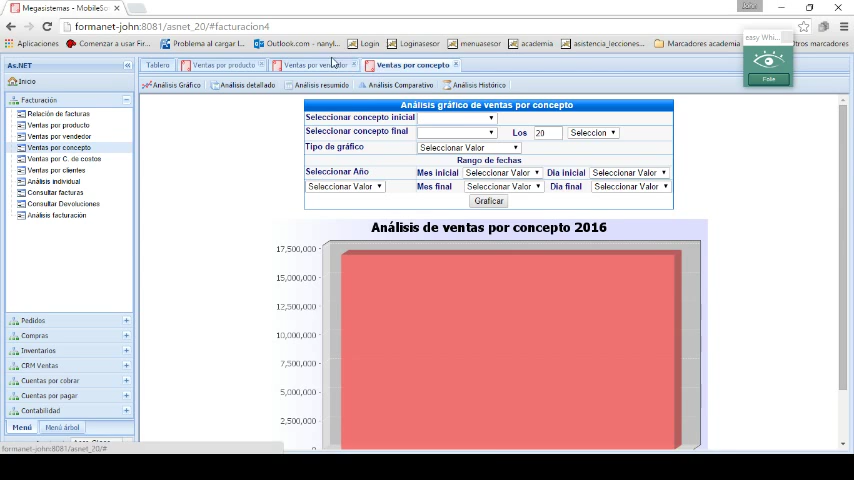 Megasistemas - MobileSo
formanet-john:8081/asnet_20/#facturacion4
Aplicaciones Comenzar a usar Fir... Problema al cargar l... Outlook.com - nanyl... Login Loginasesor menuasesor academia asistencia_lecciones... Marcadores academia Otros marcadores
easy Whi...
Folie
As.NET
Tablero Ventas por producto Ventas por vendedor Ventas por concepto
Inicio
Análisis Gráfico Análisis detallado Análisis resumido Análisis Comparativo Análisis Histórico
Facturación
Relación de facturas
Ventas por producto
Ventas por vendedor
Ventas por concepto
Ventas por C. de costos
Ventas por clientes
Análisis individual
Consultar facturas
Consultar Devoluciones
Análisis facturación
Pedidos
Compras
Inventarios
CRM Ventas
Cuentas por cobrar
Cuentas por pagar
Contabilidad
Menú Menú árbol
formanet-john:8081/asnet_20/#
Análisis gráfico de ventas por concepto
Seleccionar concepto inicial
Seleccionar concepto final Los 20 Seleccion
Tipo de gráfico Seleccionar Valor
Rango de fechas
Seleccionar Año Mes inicial Seleccionar Valor Dia inicial Seleccionar Valor
Seleccionar Valor Mes final Seleccionar Valor Dia final Seleccionar Valor
Graficar
Análisis de ventas por concepto 2016
17,500,000
15,000,000
12,500,000
10,000,000
7,500,000
5,000,000
2,500,000